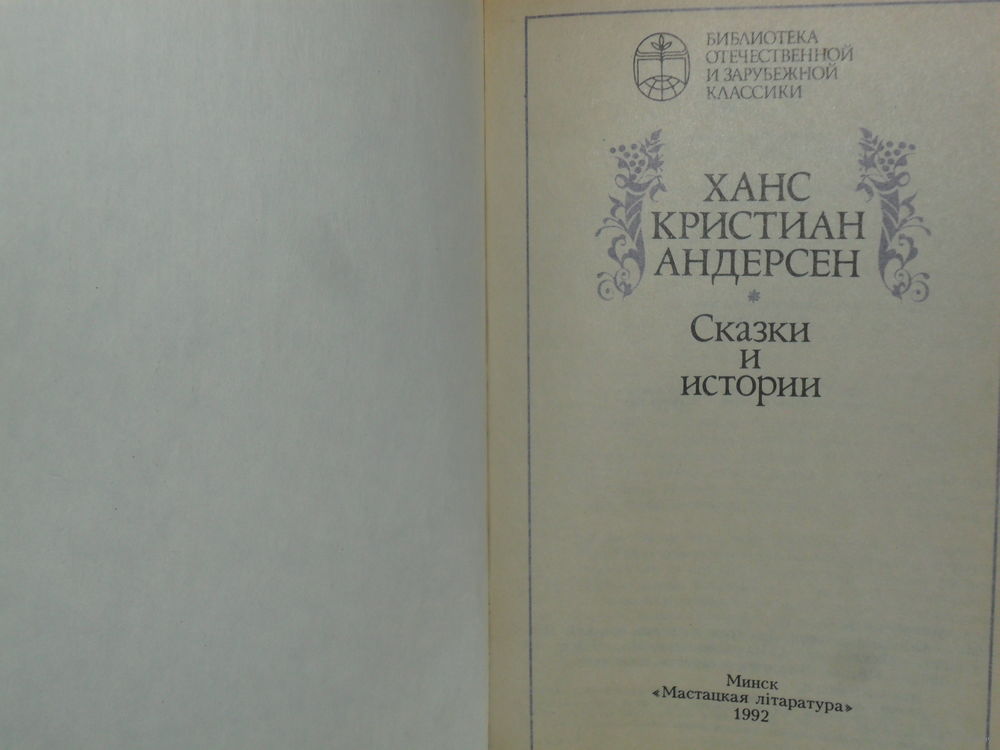 БИБЛИОТЕКА
ОТЕЧЕСТВЕННОЙ
И ЗАРУБЕЖНОЙ
КЛАССИКИ
ХАНС
КРИСТИАН
АНДЕРСЕН
Сказки
и
истории
Минск
«Мастацкая літаратура»
1992